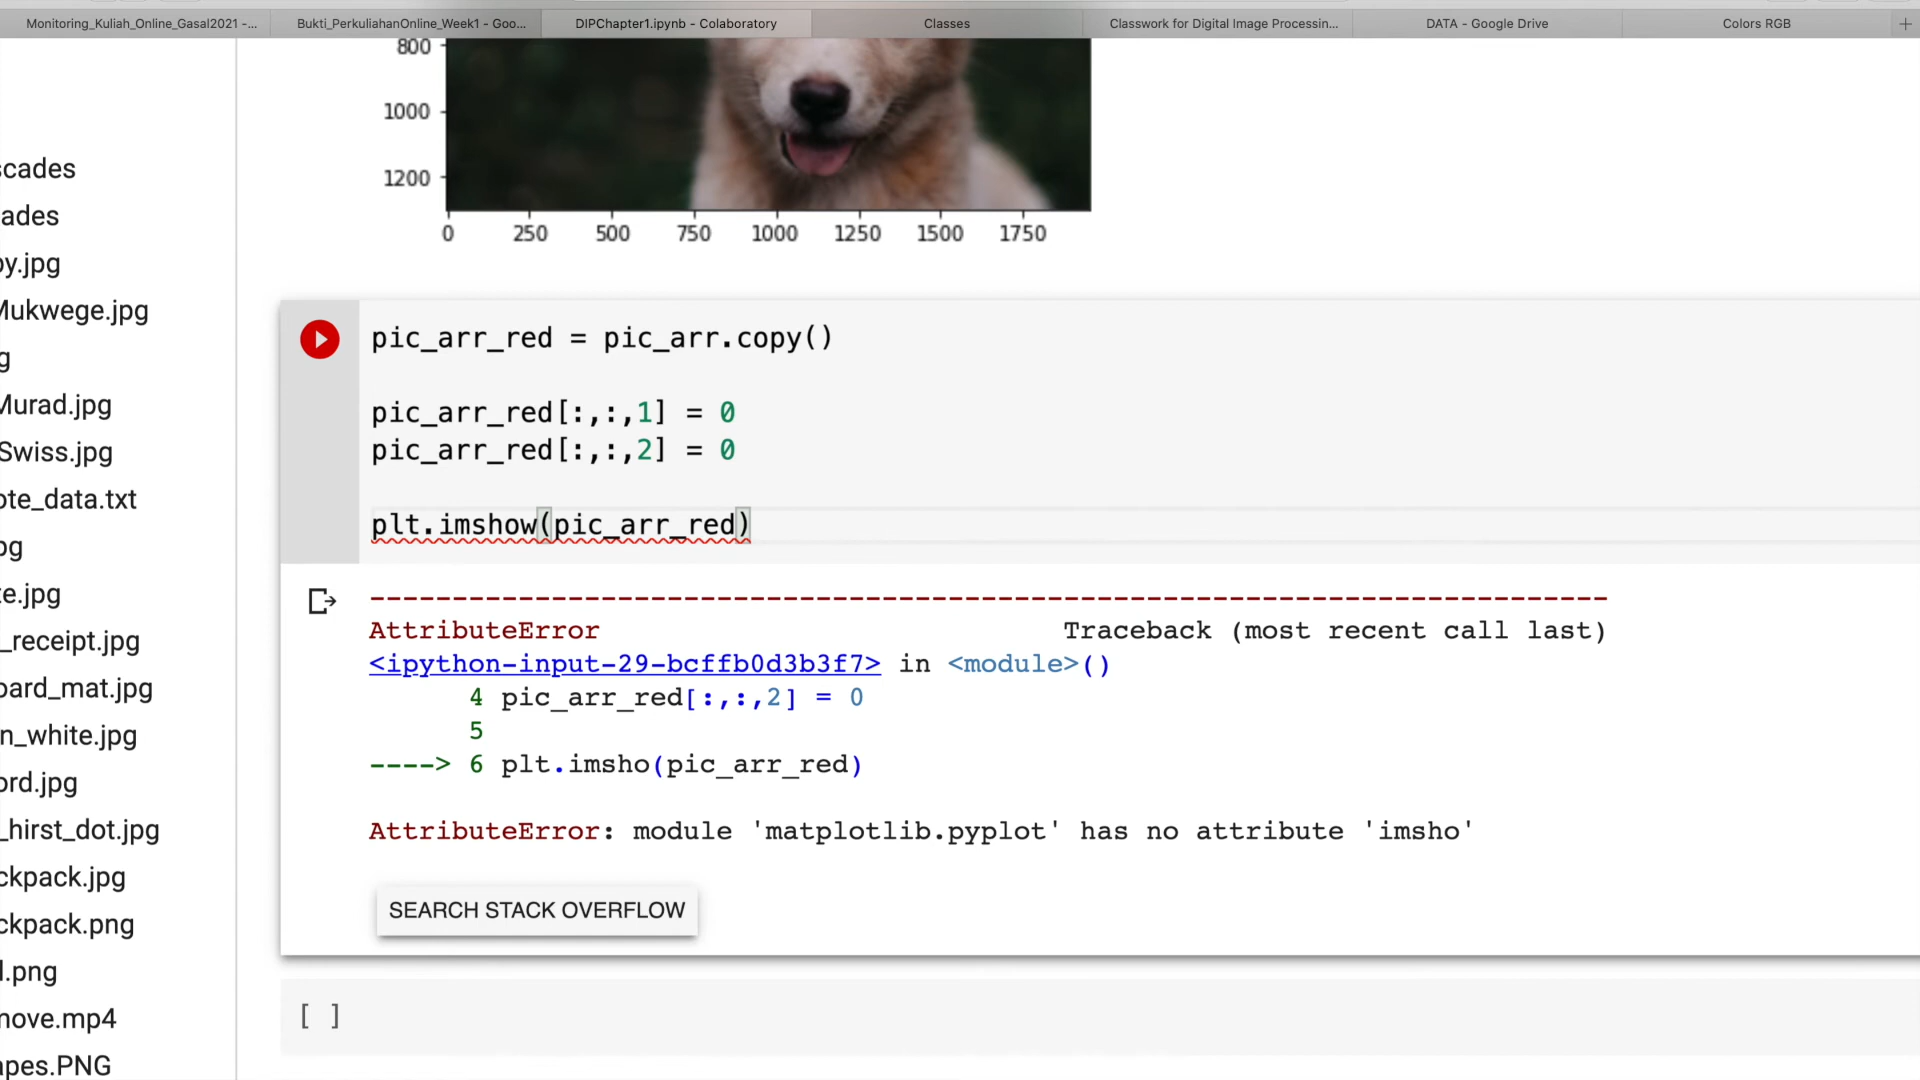 Monitoring_Kuliah_Online_Gasal2021 -...
Bukti_PerkuliahanOnline_Week1 - Goo...
DIPChapter1.ipynb - Colaboratory
Classes
Classwork for Digital Image Processin...
DATA - Google Drive
Colors RGB
+
scades
ades
py.jpg
Mukwege.jpg
g
Murad.jpg
Swiss.jpg
ote_data.txt
pg
te.jpg
_receipt.jpg
oard_mat.jpg
n_white.jpg
ord.jpg
_hirst_dot.jpg
ckpack.jpg
ckpack.png
l.png
move.mp4
apes.PNG
800
1000
1200
0 250 500 750 1000 1250 1500 1750
pic_arr_red = pic_arr.copy()
pic_arr_red[:,:,1] = 0
pic_arr_red[:,:,2] = 0
plt.imshow(pic_arr_red)
---------------------------------------------------------------------------
AttributeError Traceback (most recent call last)
<ipython-input-29-bcffb0d3b3f7> in <module>()
4 pic_arr_red[:,:,2] = 0
5
----> 6 plt.imsho(pic_arr_red)
AttributeError: module 'matplotlib.pyplot' has no attribute 'imsho'
SEARCH STACK OVERFLOW
[ ]